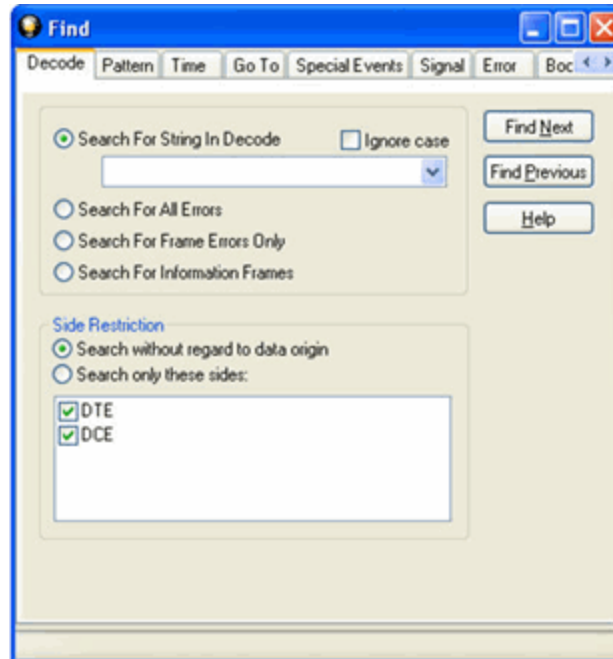 Find
Decode Pattern Time Go To Special Events Signal Error Boc
Search For String In Decode Ignore case Find Next
Find Previous
Search For All Errors Help
Search For Frame Errors Only
Search For Information Frames
Side Restriction
Search without regard to data origin
Search only these sides:
DTE
DCE